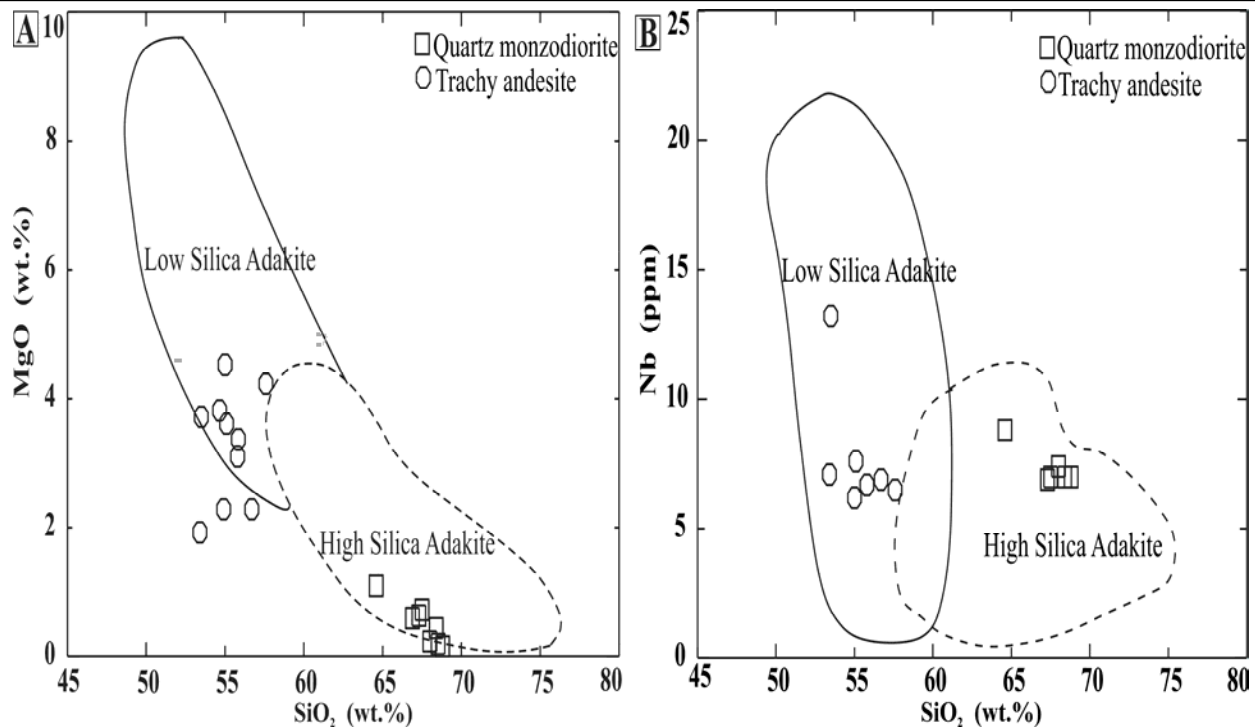 A
10
8
6
4
2
0
MgO (wt.%)
Quartz monzodiorite
Trachy andesite
Low Silica Adakite
High Silica Adakite
45 50 55 60 65 70 75 80
SiO₂ (wt.%)
B
25
20
15
10
5
0
Nb (ppm)
Quartz monzodiorite
Trachy andesite
Low Silica Adakite
High Silica Adakite
45 50 55 60 65 70 75 80
SiO₂ (wt.%)